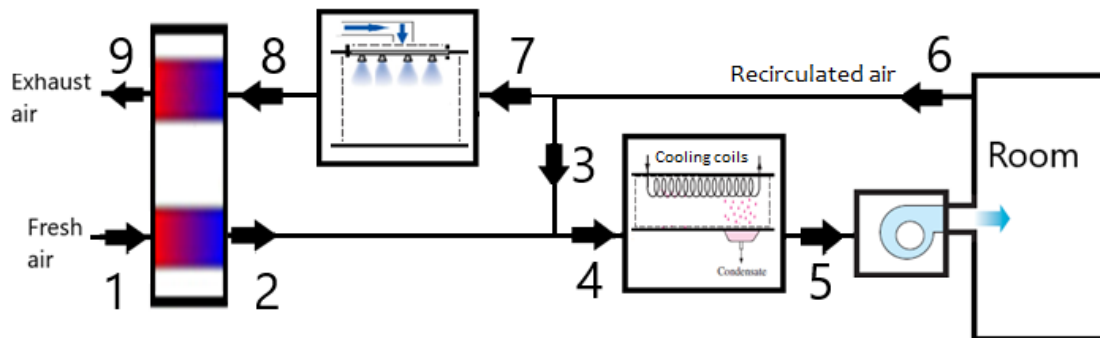 9
8
7
6
Exhaust
air
Recirculated air
3
Cooling coils
Room
Fresh
air
Condensate
1
2
4
5